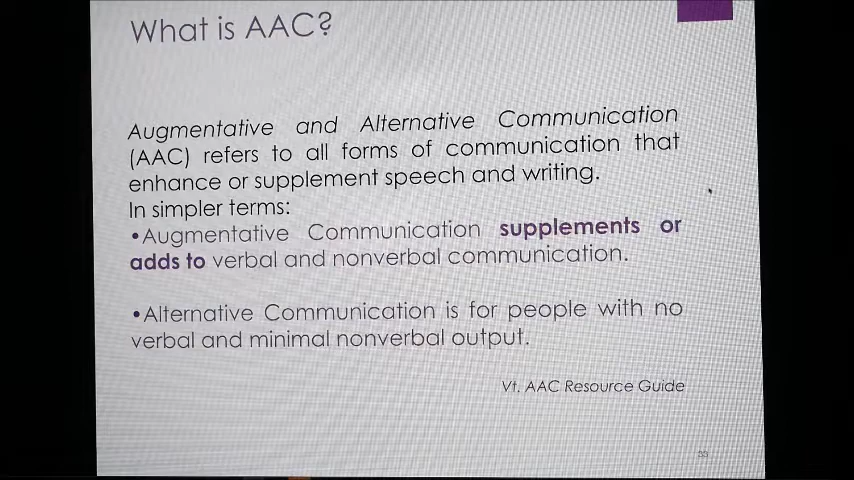 What is AAC?
Augmentative and Alternative Communication
(AAC) refers to all forms of communication that
enhance or supplement speech and writing.
In simpler terms:
•Augmentative Communication supplements or
adds to verbal and nonverbal communication.
•Alternative Communication is for people with no
verbal and minimal nonverbal output.
Vt. AAC Resource Guide
53